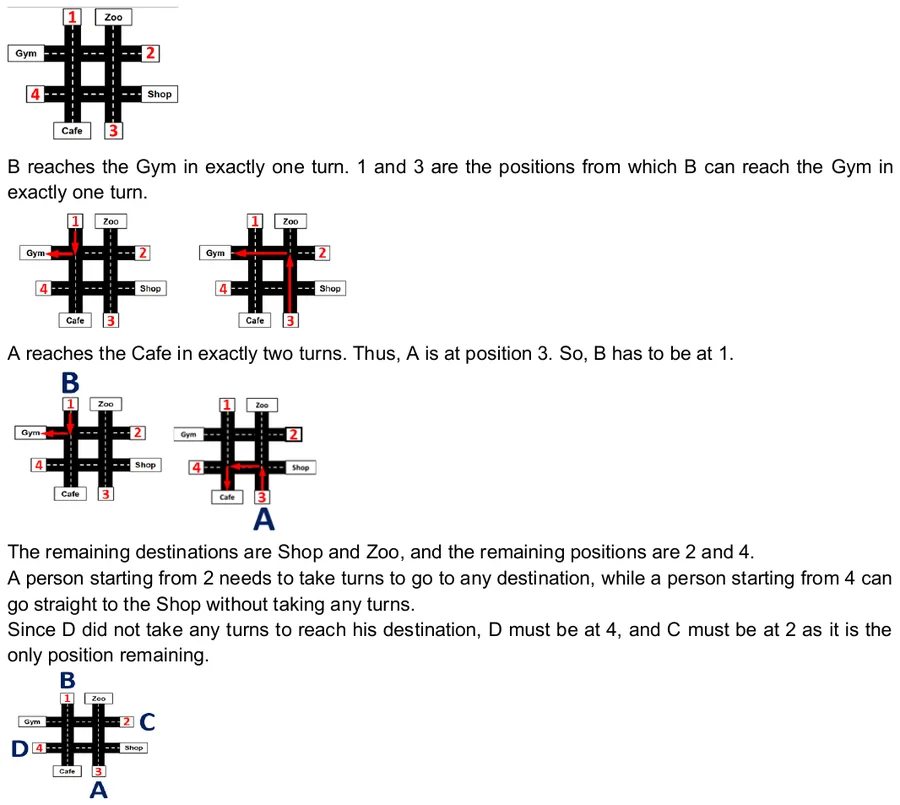 1 Zoo
Gym 2
4 Shop
Cafe 3
B reaches the Gym in exactly one turn. 1 and 3 are the positions from which B can reach the Gym in
exactly one turn.
1 Zoo 1 Zoo
Gym 2 Gym 2
4 Shop 4 Shop
Cafe 3 Cafe 3
A reaches the Cafe in exactly two turns. Thus, A is at position 3. So, B has to be at 1.
B
1 Zoo 1 Zoo
Gym 2 Gym 2
4 Shop 4 Shop
Cafe 3 Cafe 3
A
The remaining destinations are Shop and Zoo, and the remaining positions are 2 and 4.
A person starting from 2 needs to take turns to go to any destination, while a person starting from 4 can
go straight to the Shop without taking any turns.
Since D did not take any turns to reach his destination, D must be at 4, and C must be at 2 as it is the
only position remaining.
B
1 Zoo
Gym 2 C
D 4 Shop
Cafe 3
A